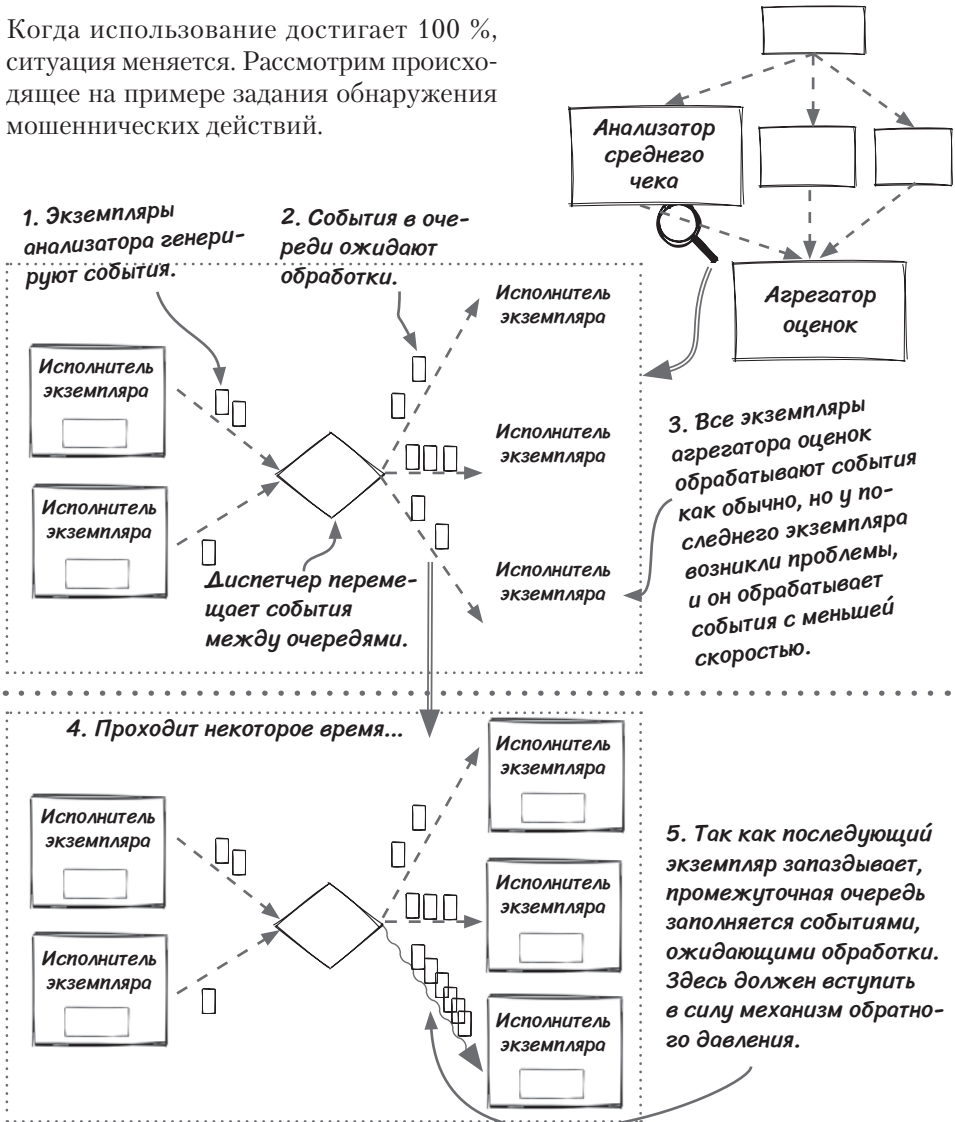 Когда использование достигает 100 %,
ситуация меняется. Рассмотрим происхо-
дящее на примере задания обнаружения
мошеннических действий.
Анализатор
среднего
чека
Агрегатор
оценок
1. Экземпляры
анализатора генери-
руют события.
2. События в оче-
реди ожидают
обработки.
Исполнитель
экземпляра
Исполнитель
экземпляра
Исполнитель
экземпляра
Исполнитель
экземпляра
Исполнитель
экземпляра
Диспетчер переме-
щает события
между очередями.
3. Все экземпляры
агрегатора оценок
обрабатывают события
как обычно, но у по-
следнего экземпляра
возникли проблемы,
и он обрабатывает
события с меньшей
скоростью.
4. Проходит некоторое время...
Исполнитель
экземпляра
Исполнитель
экземпляра
Исполнитель
экземпляра
Исполнитель
экземпляра
Исполнитель
экземпляра
5. Так как последующий
экземпляр запаздывает,
промежуточная очередь
заполняется событиями,
ожидающими обработки.
Здесь должен вступить
в силу механизм обратно-
го давления.